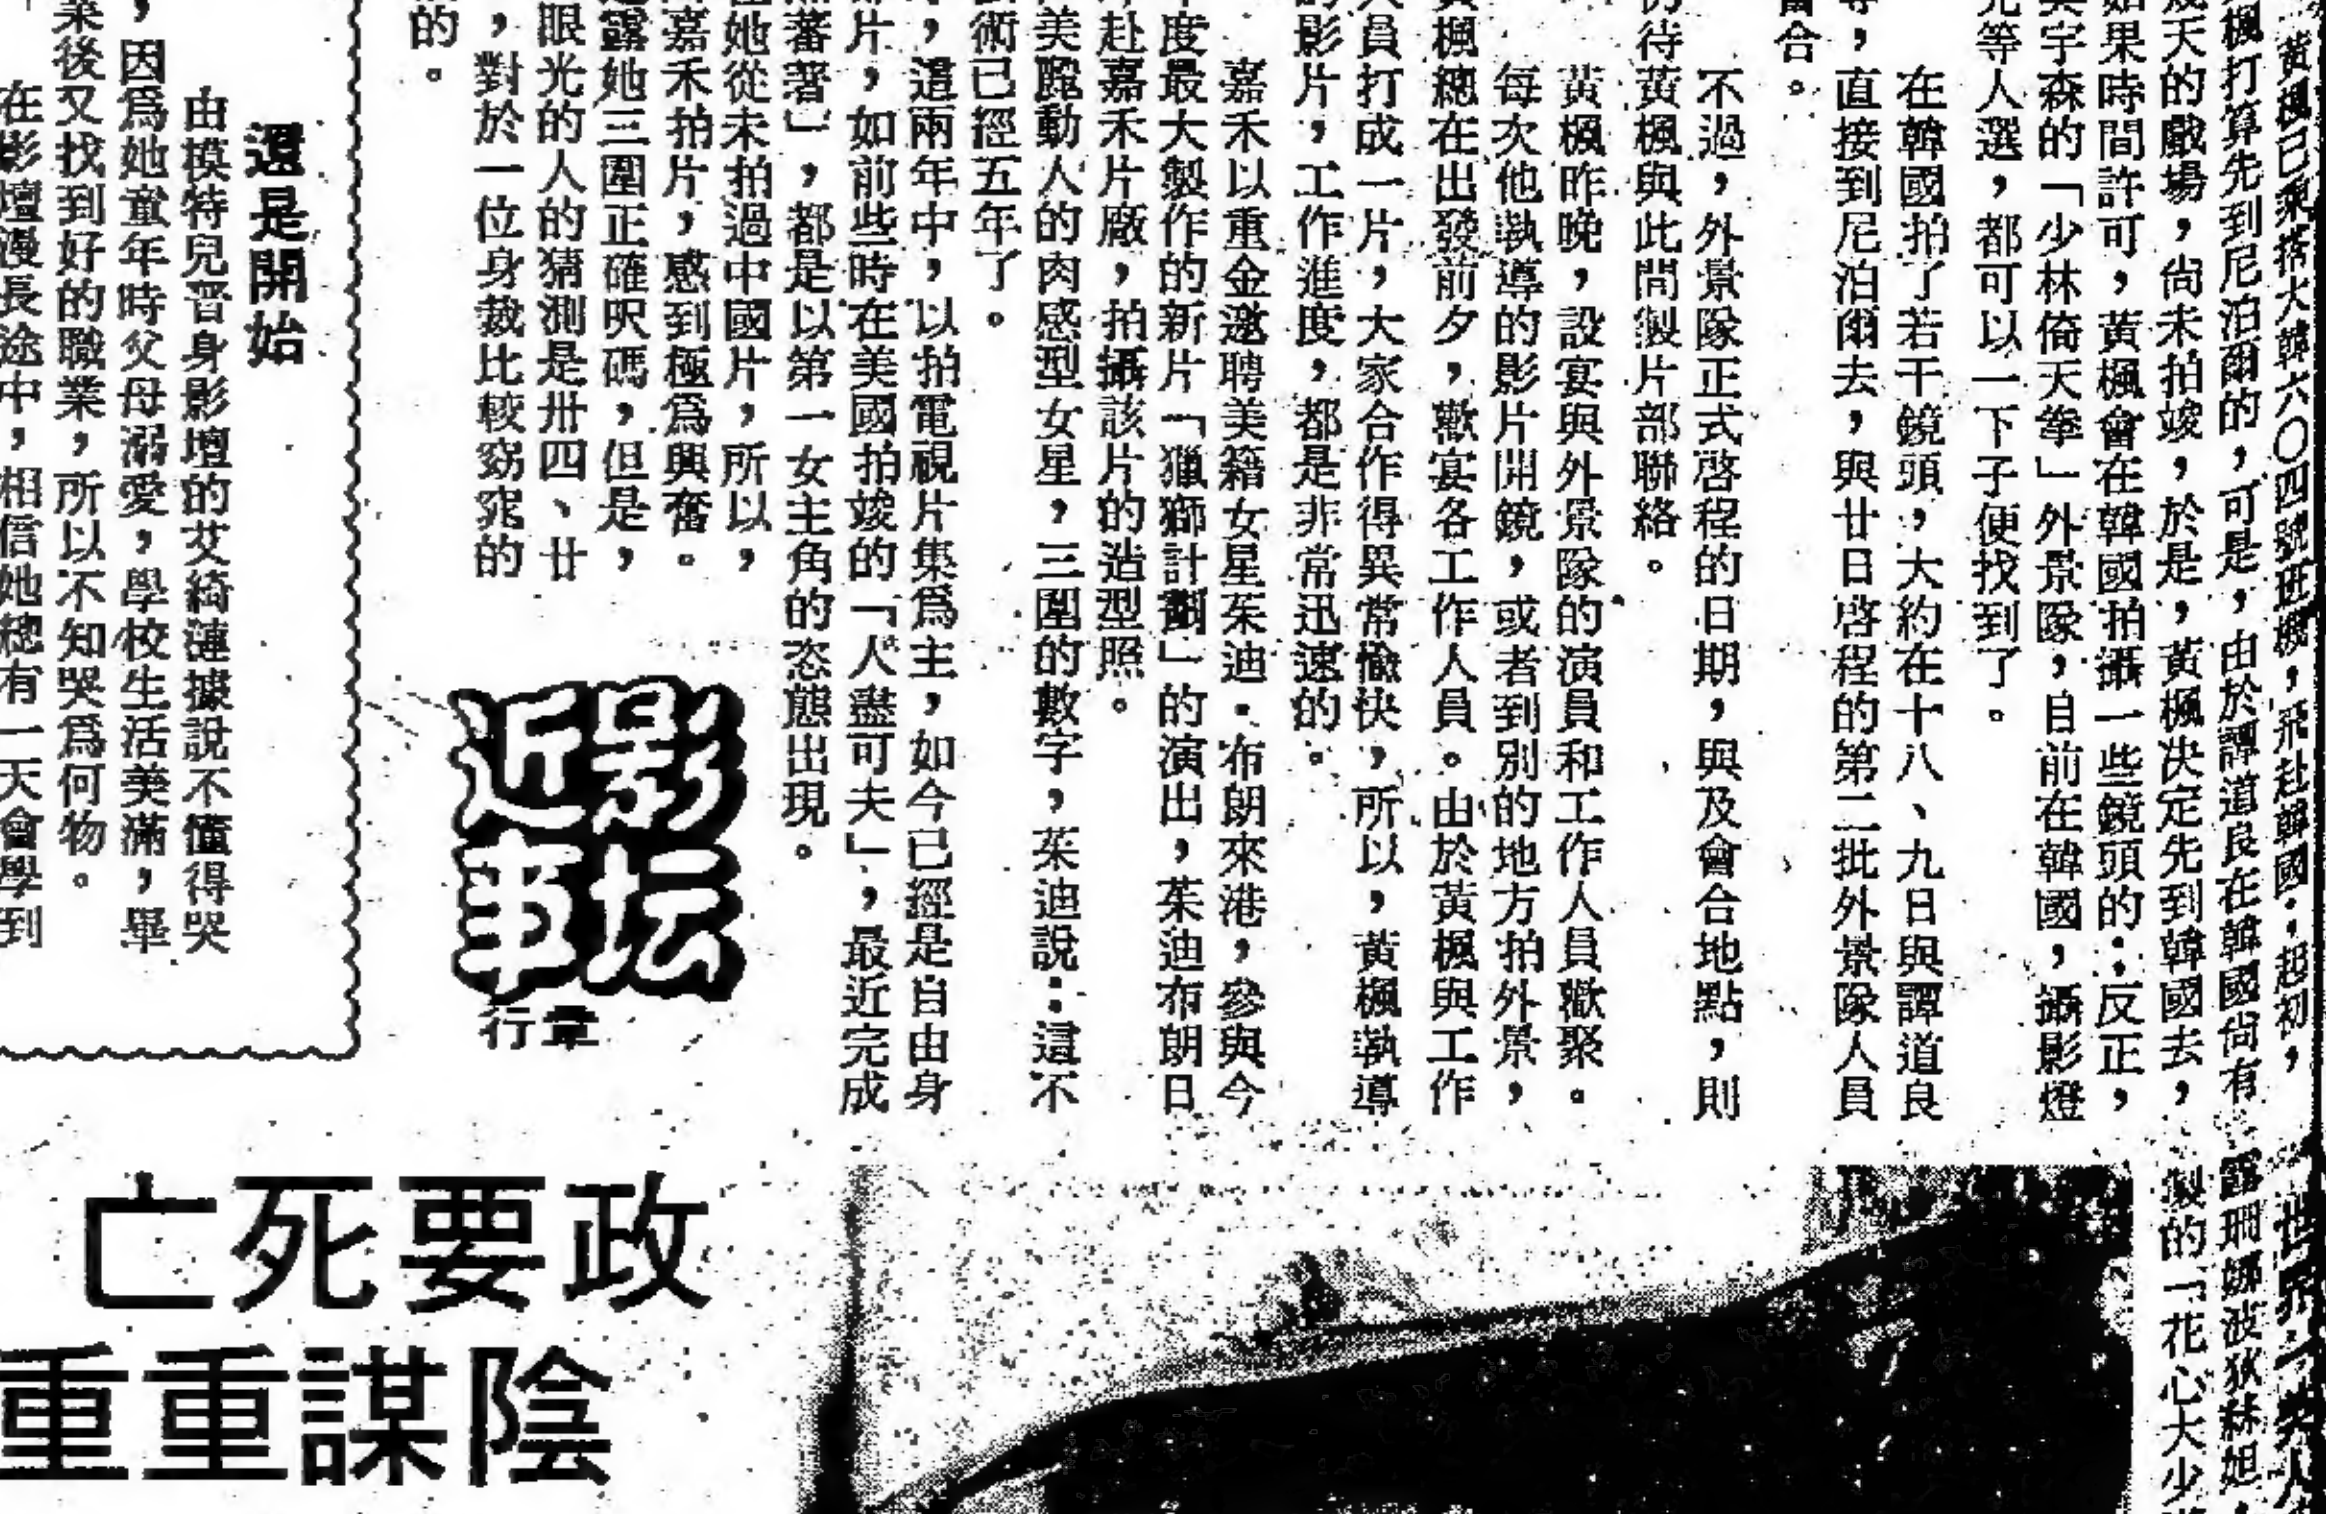 黃楓已乘搭大韓六〇四號班機，飛赴韓國，起初，
楓打算先到尼泊爾的，可是，由於譚道良在韓國尙有
天的戲場，尙未拍竣，於是，黃楓決定先到韓國去，
如果時間許可，黃楓會在韓國拍攝一些鏡頭的：反正，
宇森的「少林倚天拳」外景隊，自前在韓國，攝影燈
等人選，都可以一下子便找到了。
在韓國拍了若干鏡頭，大約在十八、九日與譚道良
，直接到尼泊爾去，與廿日啓程的第二批外景隊人員
合。
不過，外景隊正式啓程的日期，與及會合地點，則
待黃楓與此間製片部聯絡。
黃楓昨晚，設宴與外景隊的演員和工作人員歡聚。
每次他執導的影片開鏡，或者到別的地方拍外景，
黃楓總在出發前夕，歡宴各工作人員。由於黃楓與工作
人員打成一片，大家合作得異常愉快，所以，黃楓執導
的影片，工作進度，都是非常迅速的。
嘉禾以重金邀聘美籍女星茱迪・布朗來港，參與今
度最大製作的新片「獵獅計劃」的演出，茱迪布朗日
赴嘉禾片廠，拍攝該片的造型照。
美麗動人的肉感型女星，三圍的數字，茱迪說：這不
術已經五年了。
，這兩年中，以拍電視片集爲主，如今已經是自由身
片，如前些時在美國拍竣的「人盡可夫」，最近完成
蕃著」，都是以第一女主角的恣態出現。
她從未拍過中國片，所以，
嘉禾拍片，感到極爲興奮。
露她三圍正確呎碼，但是，
眼光的人的猜測是卅四、廿
，對於一位身裁比較窈窕的
的。
影坛
近事
章行
還是開始
由模特兒晋身影壇的艾綺漣據說不懂得哭
，因爲她童年時父母溺愛，學校生活美滿，畢
業後又找到好的職業，所以不知哭爲何物。
在影壇漫長途中，相信她總有一天會學到
政要死亡
陰謀重重
製的「花心大少